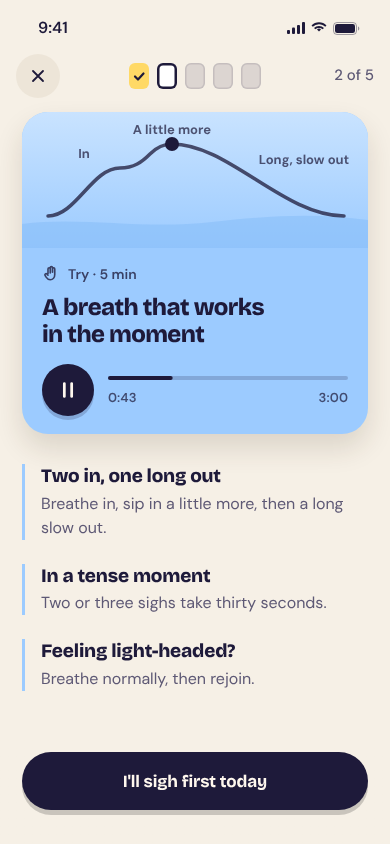 9:41
2 of 5
A little more
In
Long, slow out
Try · 5 min
A breath that works
in the moment
0:43
3:00
Two in, one long out
Breathe in, sip in a little more, then a long
slow out.
In a tense moment
Two or three sighs take thirty seconds.
Feeling light-headed?
Breathe normally, then rejoin.
I'll sigh first today